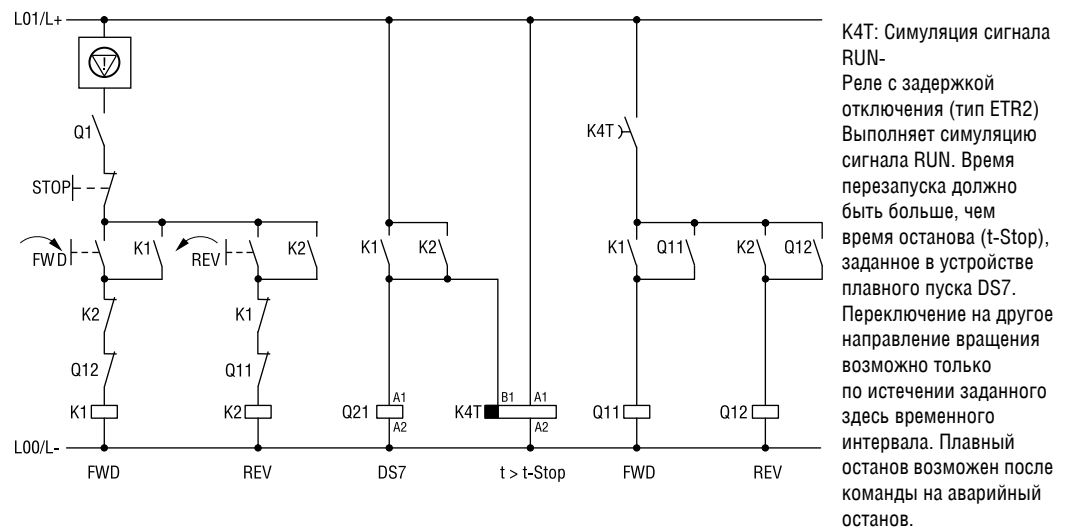 L01/L+
Q1
STOP
FWD K1 REV K2 K1 K2 K1 Q11 K2 Q12
K4T
K2 K1
Q12 Q11
K1 K2 Q21 A1 A2 K4T B1 A1 A2 Q11 Q12
L00/L-
FWD REV DS7 t > t-Stop FWD REV
K4T: Симуляция сигнала
RUN-
Реле с задержкой
отключения (тип ETR2)
Выполняет симуляцию
сигнала RUN. Время
перезапуска должно
быть больше, чем
время останова (t-Stop),
заданное в устройстве
плавного пуска DS7.
Переключение на другое
направление вращения
возможно только
по истечении заданного
здесь временного
интервала. Плавный
останов возможен после
команды на аварийный
останов.